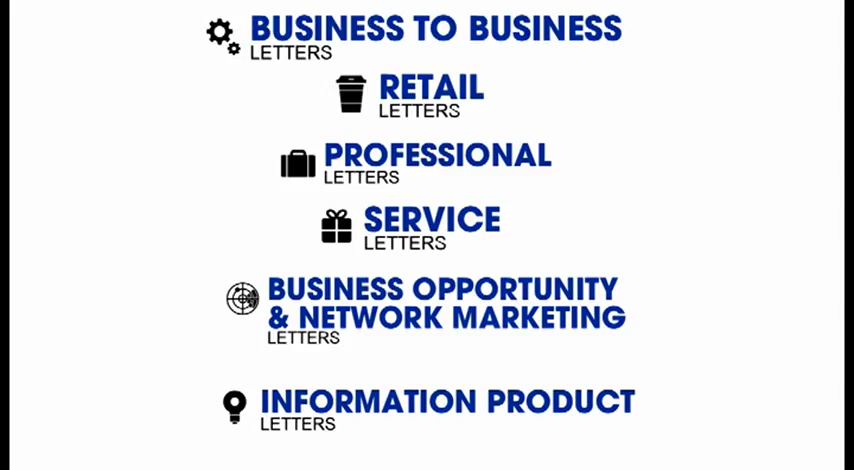 BUSINESS TO BUSINESS
LETTERS
RETAIL
LETTERS
PROFESSIONAL
LETTERS
SERVICE
LETTERS
BUSINESS OPPORTUNITY
& NETWORK MARKETING
LETTERS
INFORMATION PRODUCT
LETTERS